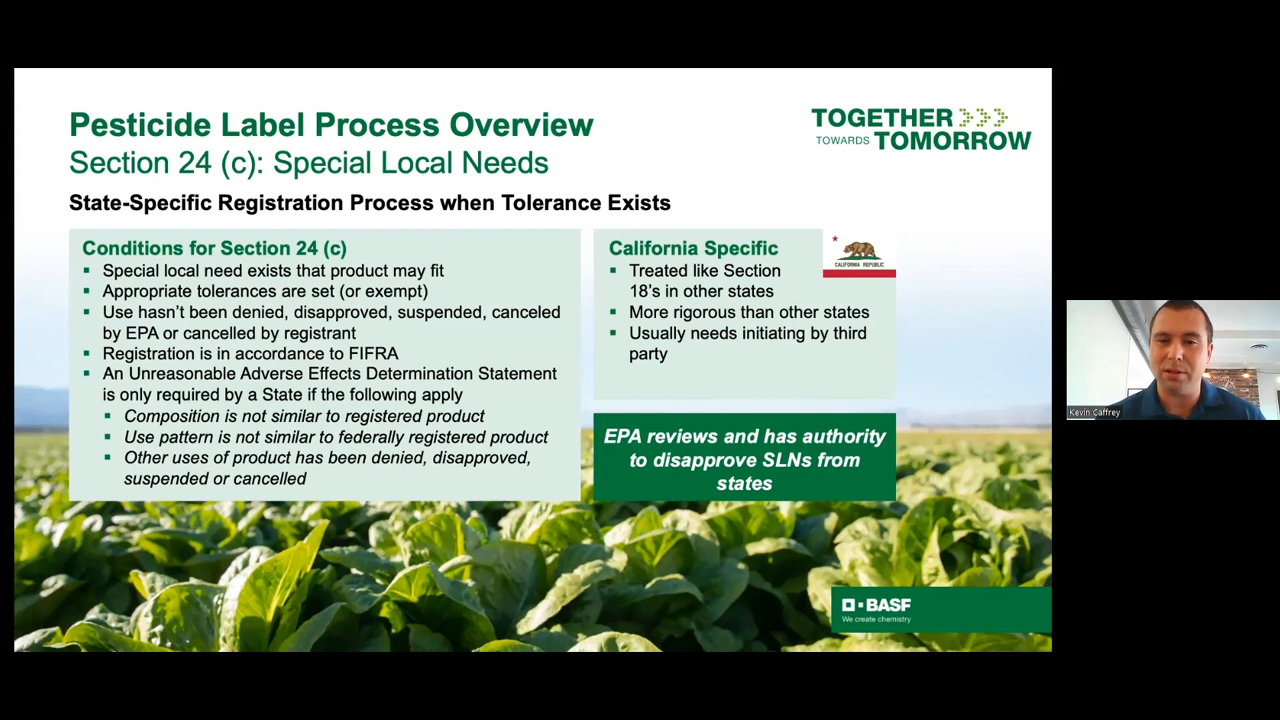 Pesticide Label Process Overview
Section 24 (c): Special Local Needs
TOGETHER
TOWARDS TOMORROW
State-Specific Registration Process when Tolerance Exists
Conditions for Section 24 (c)
▪ Special local need exists that product may fit
▪ Appropriate tolerances are set (or exempt)
▪ Use hasn't been denied, disapproved, suspended, canceled
by EPA or cancelled by registrant
▪ Registration is in accordance to FIFRA
▪ An Unreasonable Adverse Effects Determination Statement
is only required by a State if the following apply
▪ Composition is not similar to registered product
▪ Use pattern is not similar to federally registered product
▪ Other uses of product has been denied, disapproved,
suspended or cancelled
California Specific
CALIFORNIA REPUBLIC
▪ Treated like Section
18's in other states
▪ More rigorous than other states
▪ Usually needs initiating by third
party
EPA reviews and has authority
to disapprove SLNs from
states
BASF
We create chemistry
Kevin Caffrey